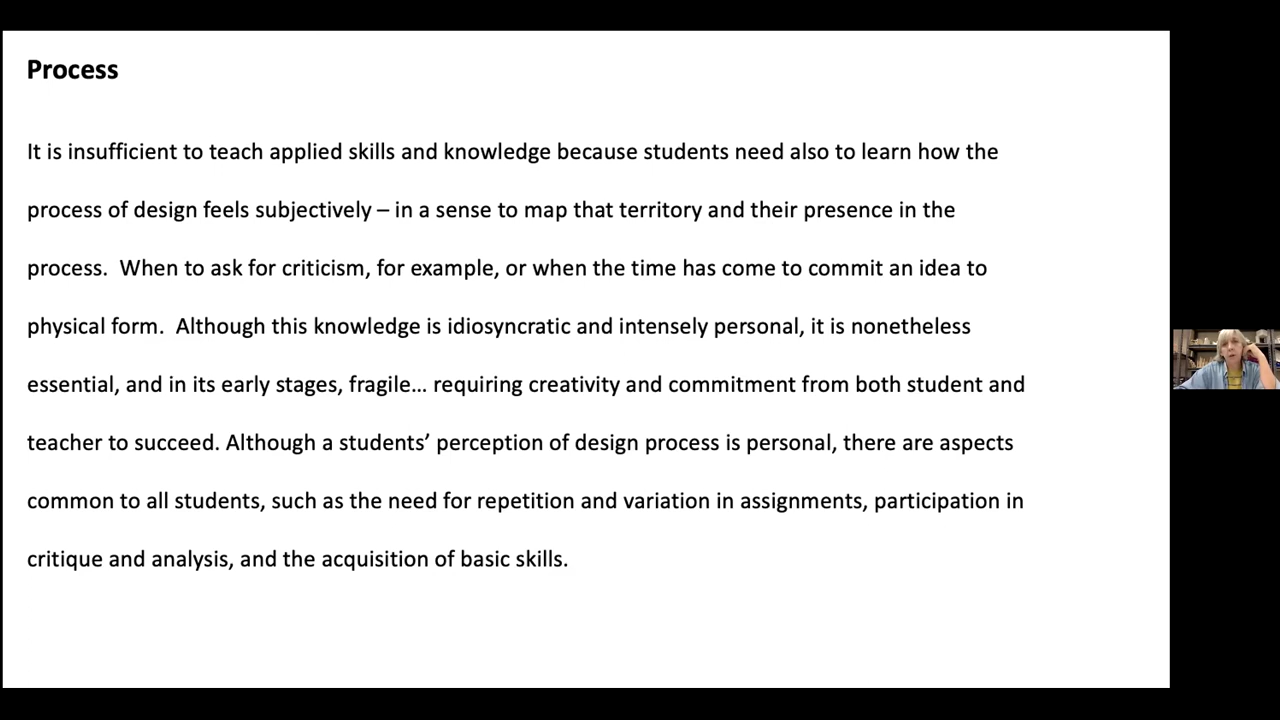 Process
It is insufficient to teach applied skills and knowledge because students need also to learn how the
process of design feels subjectively – in a sense to map that territory and their presence in the
process.  When to ask for criticism, for example, or when the time has come to commit an idea to
physical form.  Although this knowledge is idiosyncratic and intensely personal, it is nonetheless
essential, and in its early stages, fragile… requiring creativity and commitment from both student and
teacher to succeed. Although a students’ perception of design process is personal, there are aspects
common to all students, such as the need for repetition and variation in assignments, participation in
critique and analysis, and the acquisition of basic skills.